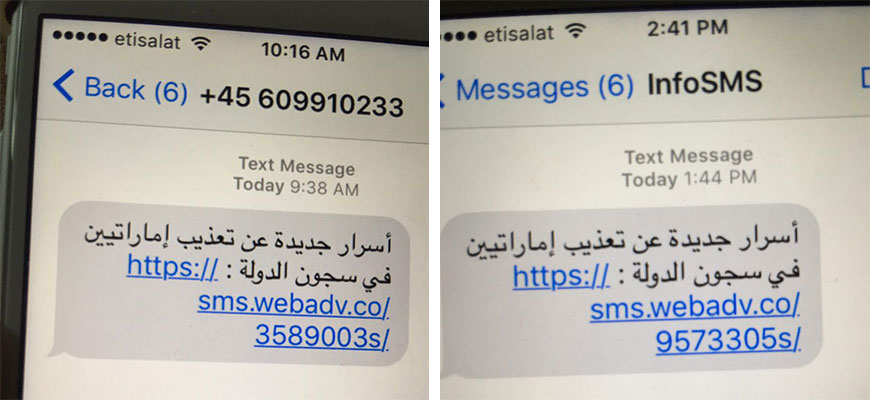 etisalat 10:16 AM
Back (6) +45 609910233
Text Message
Today 9:38 AM
أسرار جديدة عن تعذيب إماراتيين
في سجون الدولة : https://
sms.webadv.co/
3589003s/
etisalat 2:41 PM
Messages (6) InfoSMS
Text Message
Today 1:44 PM
أسرار جديدة عن تعذيب إماراتيين
في سجون الدولة : https://
sms.webadv.co/
9573305s/